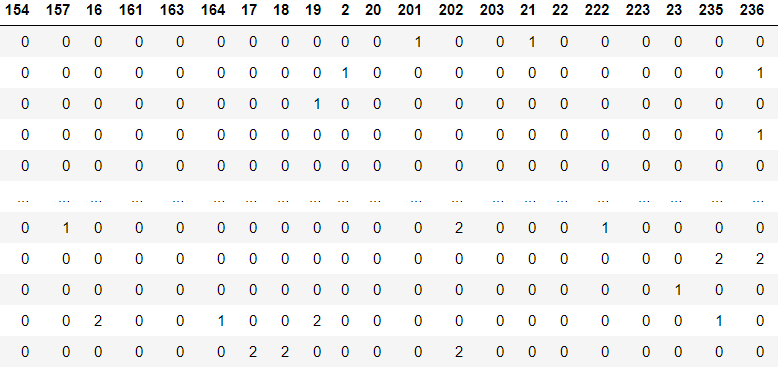 154 157 16 161 163 164 17 18 19 2 20 201 202 203 21 22 222 223 23 235 236
0 0 0 0 0 0 0 0 0 0 0 1 0 0 1 0 0 0 0 0 0
0 0 0 0 0 0 0 0 0 1 0 0 0 0 0 0 0 0 0 0 1
0 0 0 0 0 0 0 0 1 0 0 0 0 0 0 0 0 0 0 0 0
0 0 0 0 0 0 0 0 0 0 0 0 0 0 0 0 0 0 0 0 1
0 0 0 0 0 0 0 0 0 0 0 0 0 0 0 0 0 0 0 0 0
... ... ... ... ... ... ... ... ... ... ... ... ... ... ... ... ... ... ... ... ...
0 1 0 0 0 0 0 0 0 0 0 0 2 0 0 0 1 0 0 0 0
0 0 0 0 0 0 0 0 0 0 0 0 0 0 0 0 0 0 0 2 2
0 0 0 0 0 0 0 0 0 0 0 0 0 0 0 0 0 0 1 0 0
0 0 2 0 0 1 0 0 2 0 0 0 0 0 0 0 0 0 0 1 0
0 0 0 0 0 0 2 2 0 0 0 0 2 0 0 0 0 0 0 0 0